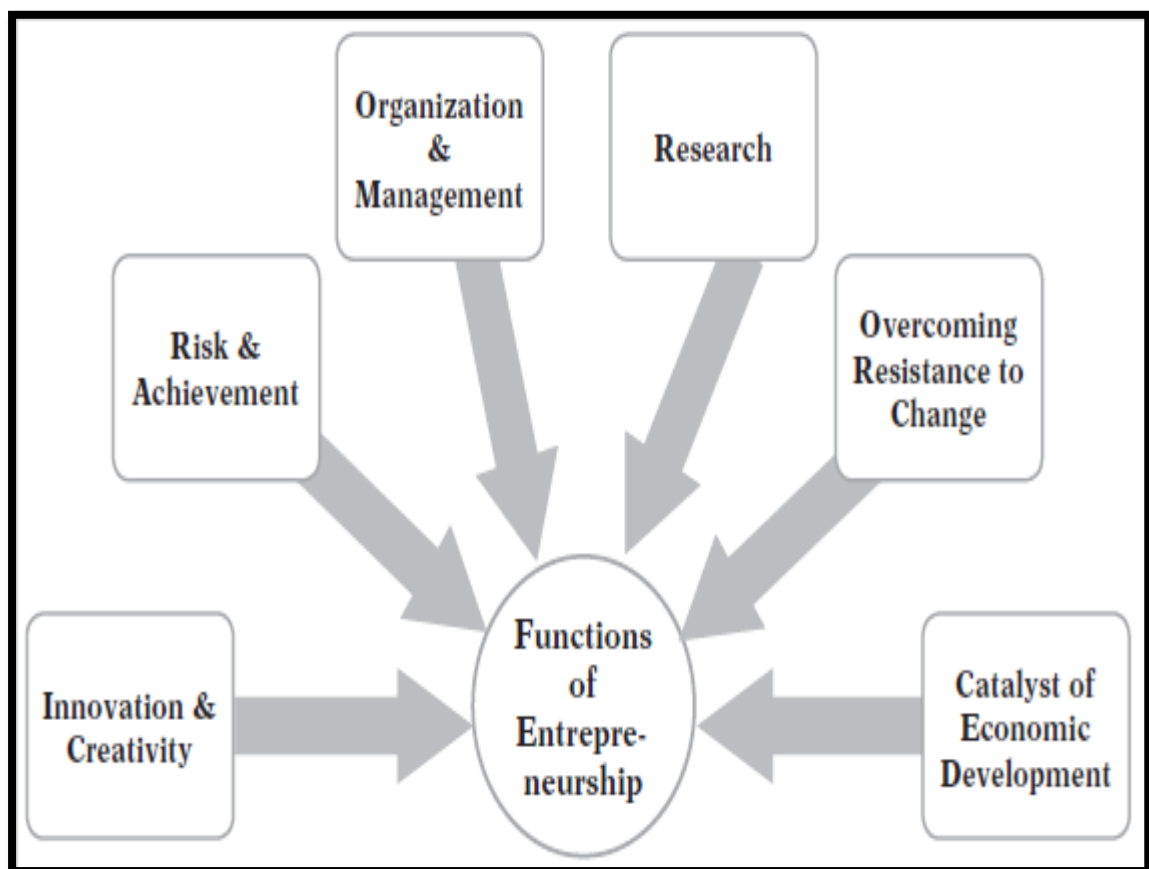 Organization
&
Management
Research
Risk &
Achievement
Overcoming
Resistance to
Change
Innovation &
Creativity
Functions
of
Entrepre-
neurship
Catalyst of
Economic
Development